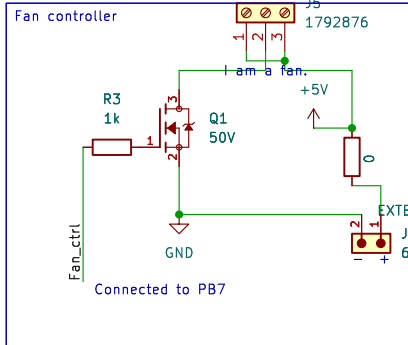 Fan controller
J5
1792876
1
2
3
I am a fan.
+5V
R3
1k
3
Q1
50V
1
2
0
EXTE
2
1
J
6
GND
- +
Fan_ctrl
Connected to PB7